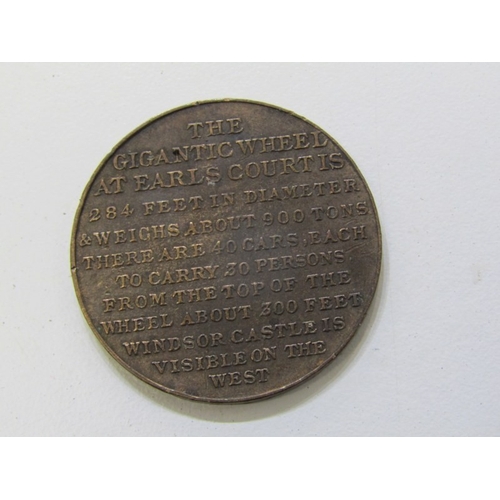 THE
GIGANTIC WHEEL
AT EARLS COURT IS
284 FEET IN DIAMETER
& WEIGHS ABOUT 900 TONS
THERE ARE 40 CARS, EACH
TO CARRY 30 PERSONS
FROM THE TOP OF THE
WHEEL ABOUT 300 FEET
WINDSOR CASTLE IS
VISIBLE ON THE
WEST